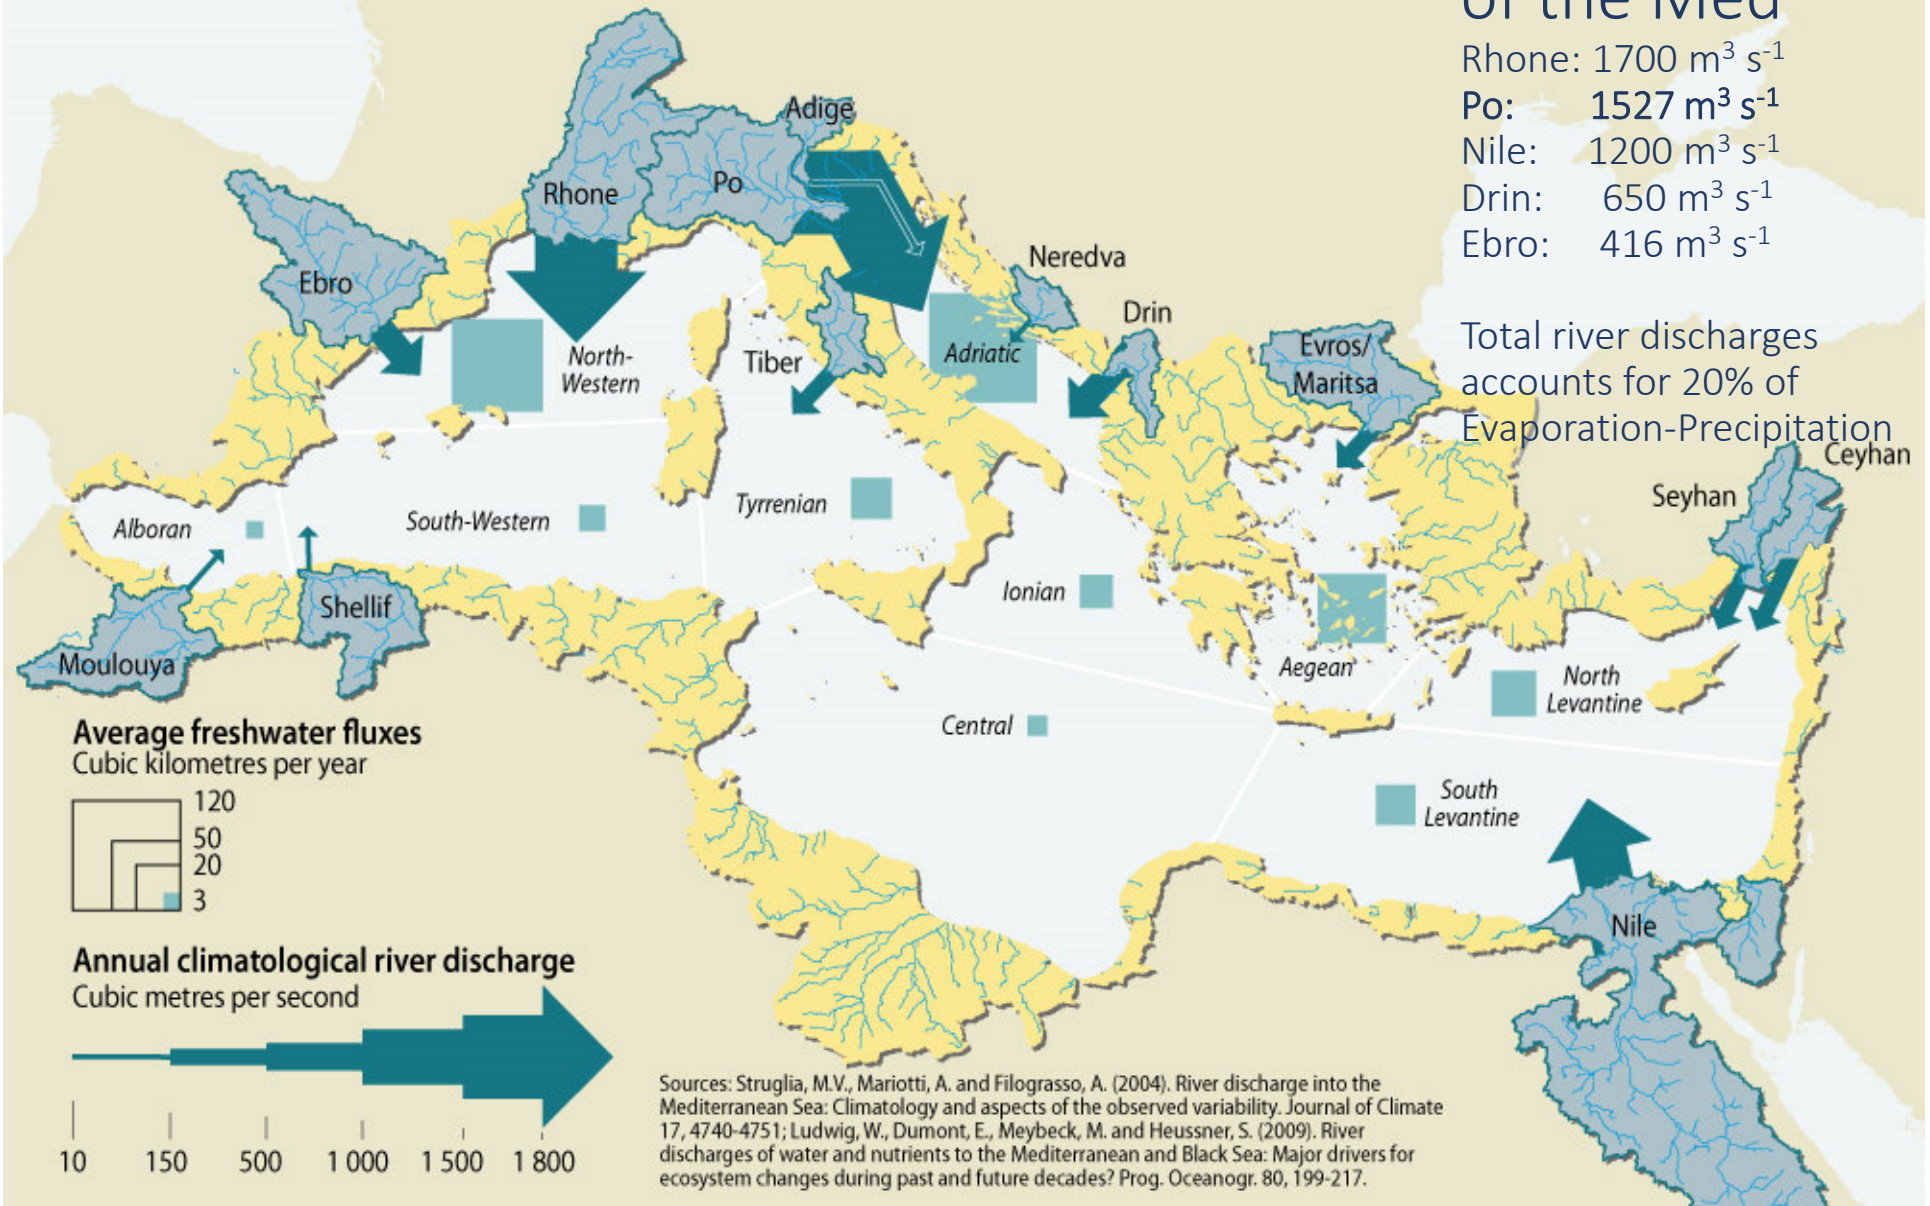 of the Med
Rhone: 1700 m³ s⁻¹
Po: 1527 m³ s⁻¹
Nile: 1200 m³ s⁻¹
Drin: 650 m³ s⁻¹
Ebro: 416 m³ s⁻¹
Total river discharges
accounts for 20% of
Evaporation-Precipitation
Adige
Rhone
Po
Ebro
Neredva
Drin
Tiber
Evros/
Maritsa
Ceyhan
Seyhan
North-
Western
Adriatic
Alboran
South-Western
Tyrrenian
Ionian
Aegean
Shellif
Moulouya
Central
North
Levantine
South
Levantine
Nile
Average freshwater fluxes
Cubic kilometres per year
120
50
20
3
Annual climatological river discharge
Cubic metres per second
10 150 500 1 000 1 500 1 800
Sources: Struglia, M.V., Mariotti, A. and Filograsso, A. (2004). River discharge into the
Mediterranean Sea: Climatology and aspects of the observed variability. Journal of Climate
17, 4740-4751; Ludwig, W., Dumont, E., Meybeck, M. and Heussner, S. (2009). River
discharges of water and nutrients to the Mediterranean and Black Sea: Major drivers for
ecosystem changes during past and future decades? Prog. Oceanogr. 80, 199-217.